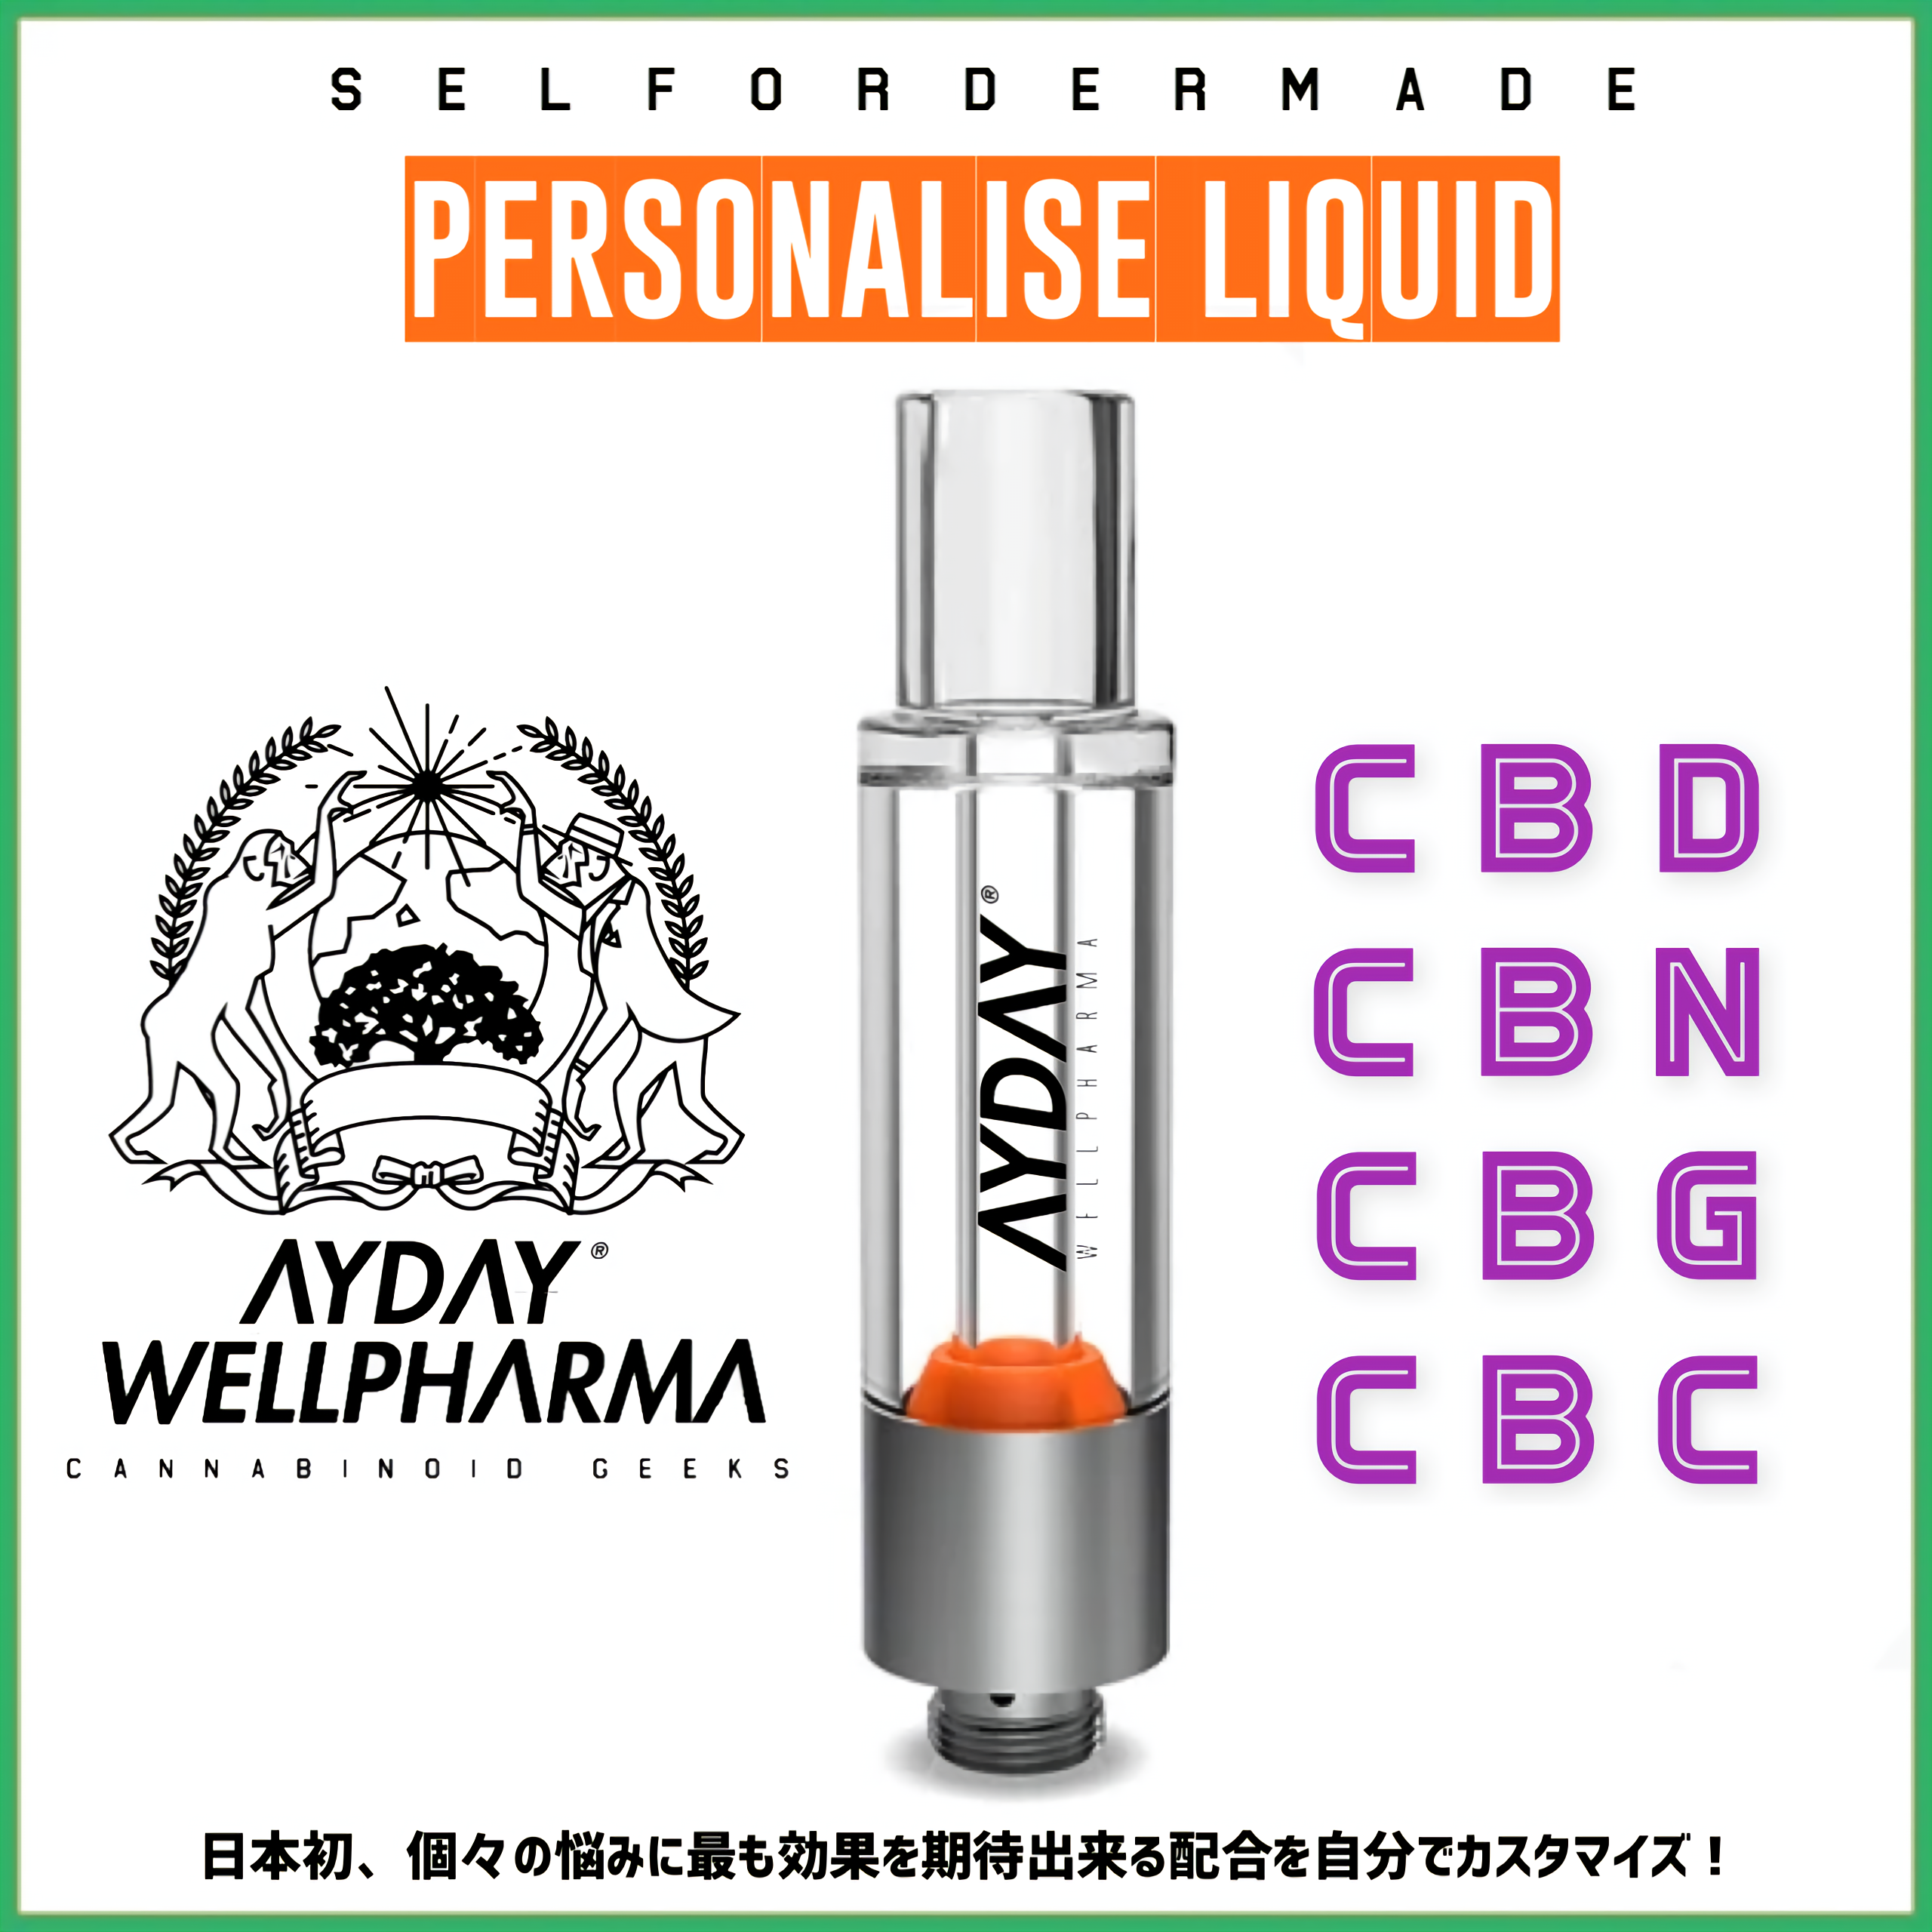 SELFORDERMADE
PERSONALISE LIQUID
AYDAY®
WELLPHARMA
CANNABINOID GEEKS
AYDAY®
WELLPHARMA
CBD
CBN
CBG
CBC
日本初、個々の悩みに最も効果を期待出来る配合を自分でカスタマイズ！